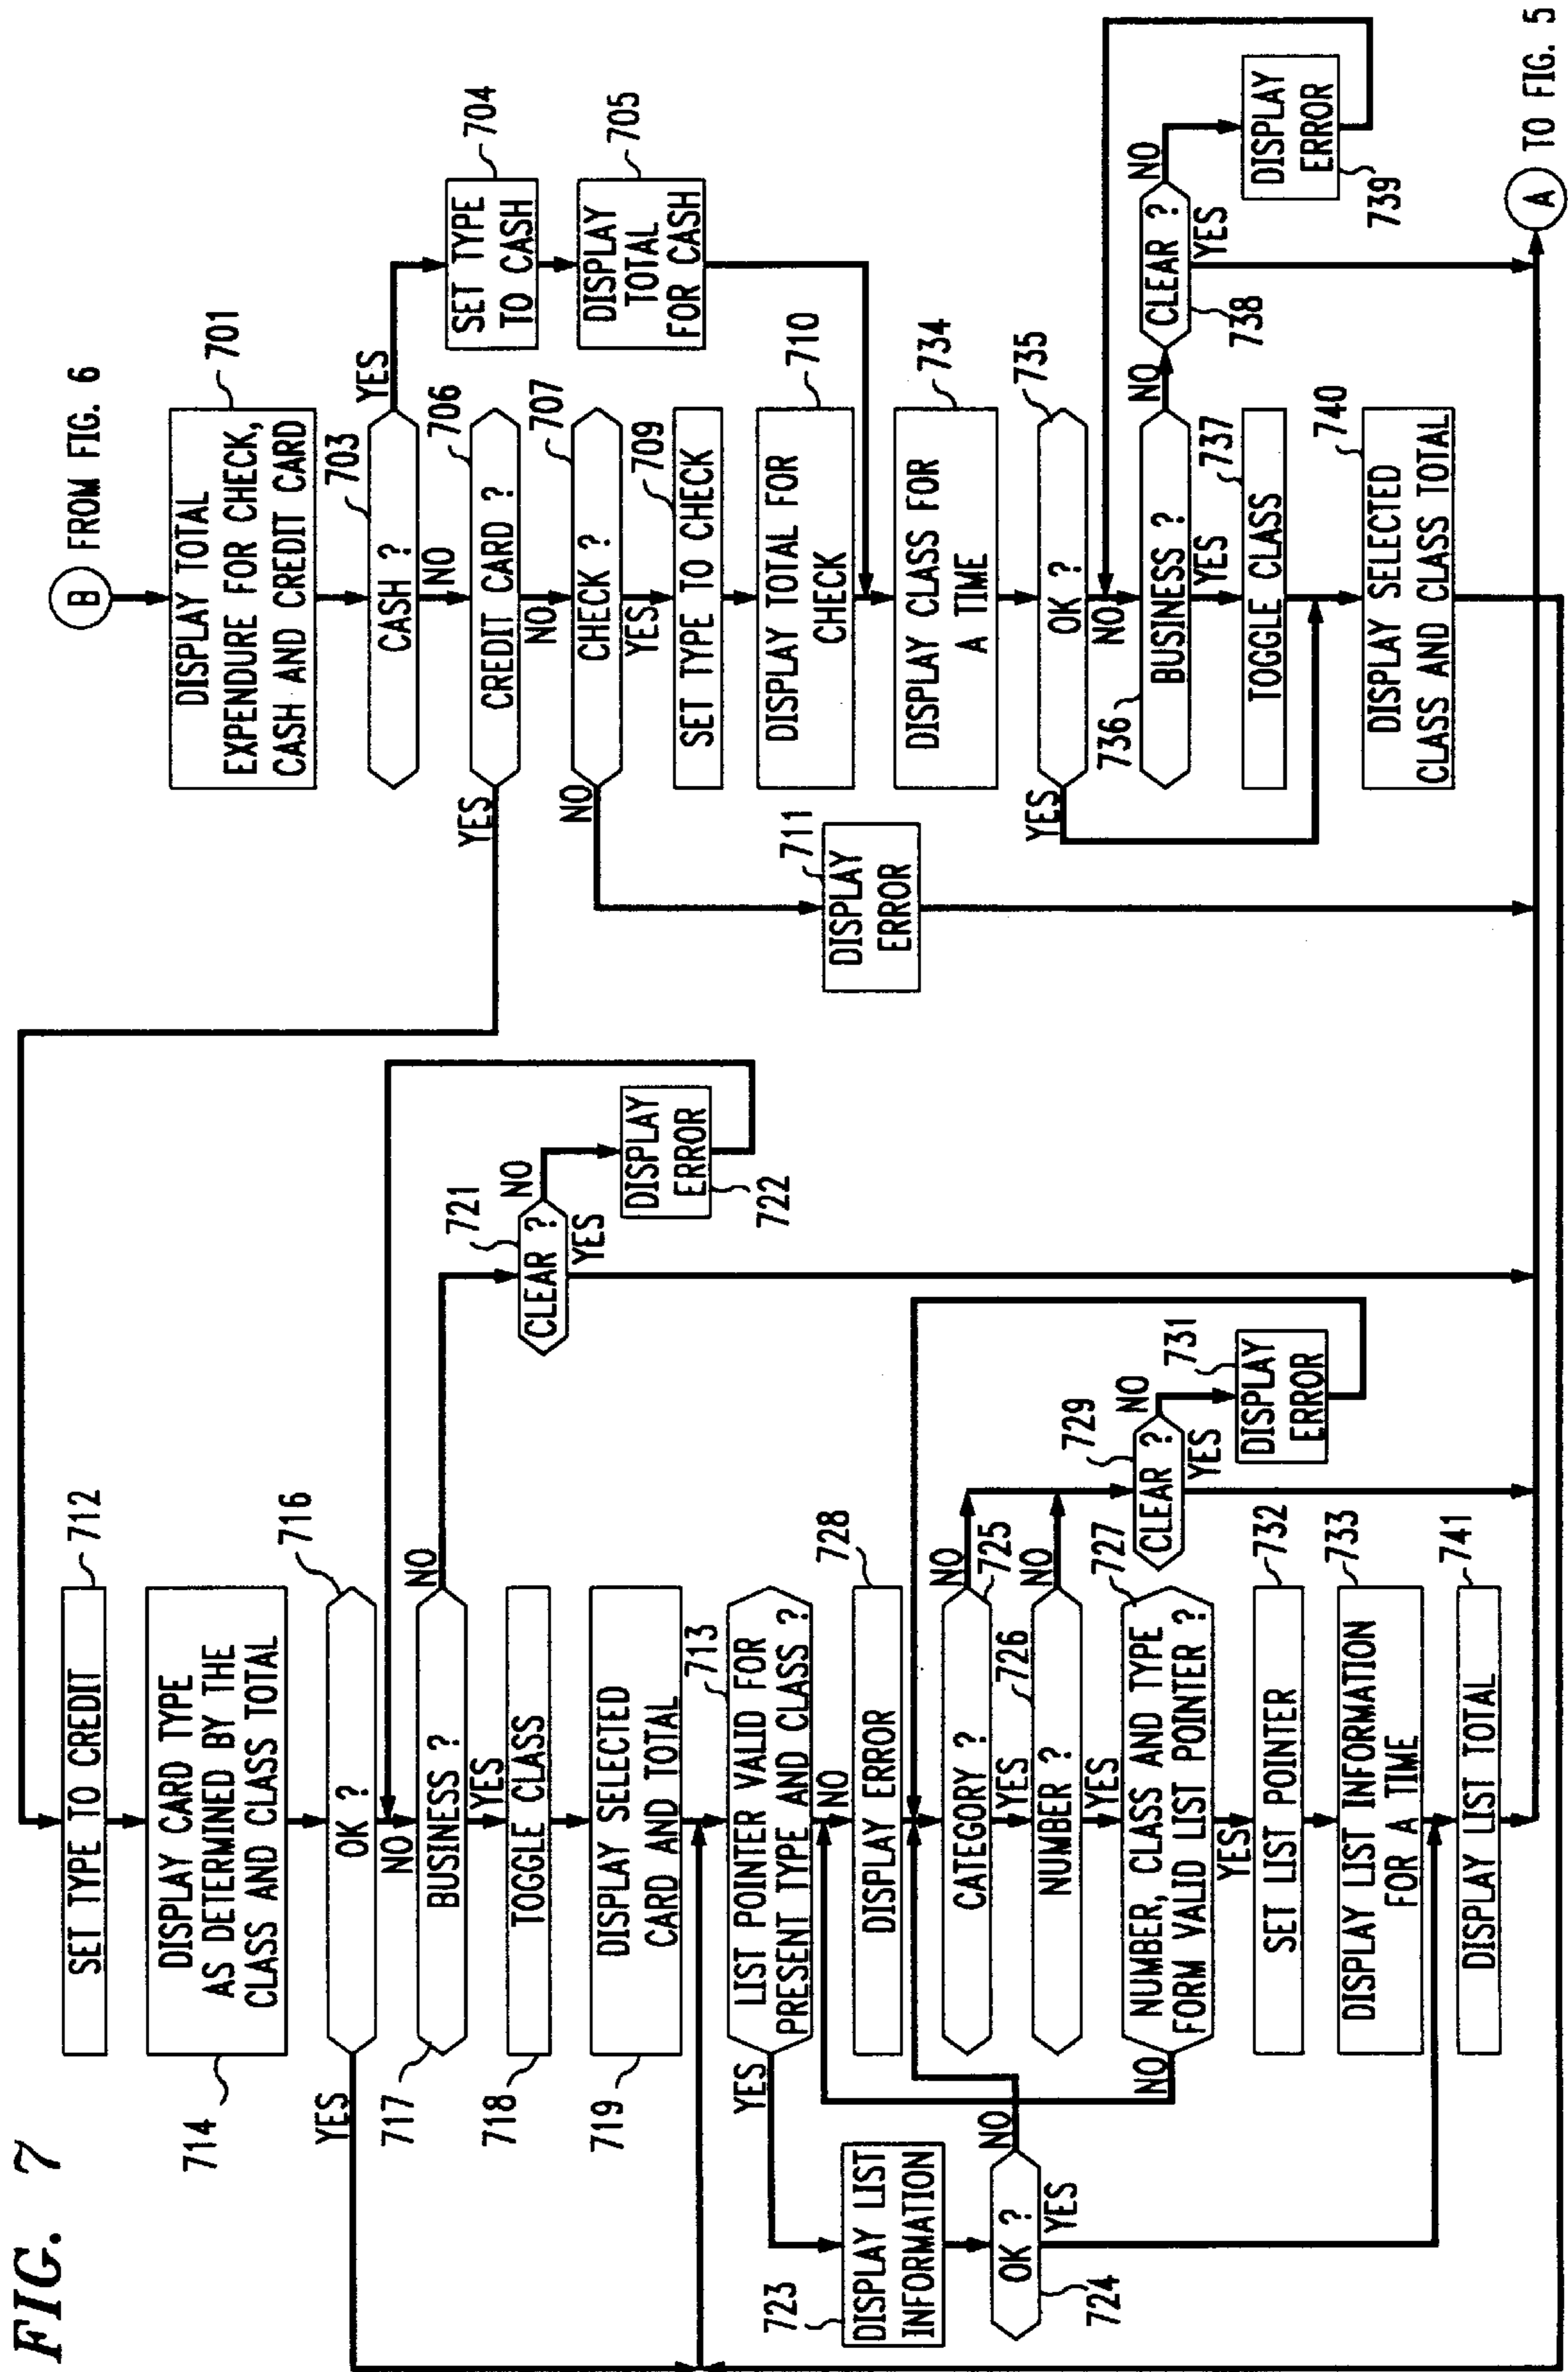 FIG. 7
B FROM FIG. 6
DISPLAY TOTAL
EXPENDURE FOR CHECK,
CASH AND CREDIT CARD
701
CASH ?
703
YES
NO
SET TYPE
TO CASH
704
DISPLAY
TOTAL
FOR CASH
705
CREDIT CARD ?
706
YES
NO
CHECK ?
707
NO
YES
SET TYPE TO CHECK
709
DISPLAY TOTAL FOR
CHECK
710
DISPLAY
ERROR
711
DISPLAY CLASS FOR
A TIME
734
OK ?
735
YES
NO
BUSINESS ?
736
NO
YES
TOGGLE CLASS
737
CLEAR ?
738
NO
YES
DISPLAY
ERROR
739
DISPLAY SELECTED
CLASS AND CLASS TOTAL
740
SET TYPE TO CREDIT
712
DISPLAY CARD TYPE
AS DETERMINED BY THE
CLASS AND CLASS TOTAL
714
OK ?
716
YES
NO
BUSINESS ?
717
NO
YES
TOGGLE CLASS
718
CLEAR ?
721
NO
YES
DISPLAY
ERROR
722
DISPLAY SELECTED
CARD AND TOTAL
719
LIST POINTER VALID FOR
PRESENT TYPE AND CLASS ?
713
YES
NO
DISPLAY LIST
INFORMATION
723
OK ?
724
NO
YES
DISPLAY ERROR
728
CATEGORY ?
725
NO
YES
NUMBER ?
726
NO
YES
NUMBER, CLASS AND TYPE
FORM VALID LIST POINTER ?
727
NO
YES
CLEAR ?
729
NO
YES
DISPLAY
ERROR
731
SET LIST POINTER
732
DISPLAY LIST INFORMATION
FOR A TIME
733
DISPLAY LIST TOTAL
741
A TO FIG. 5